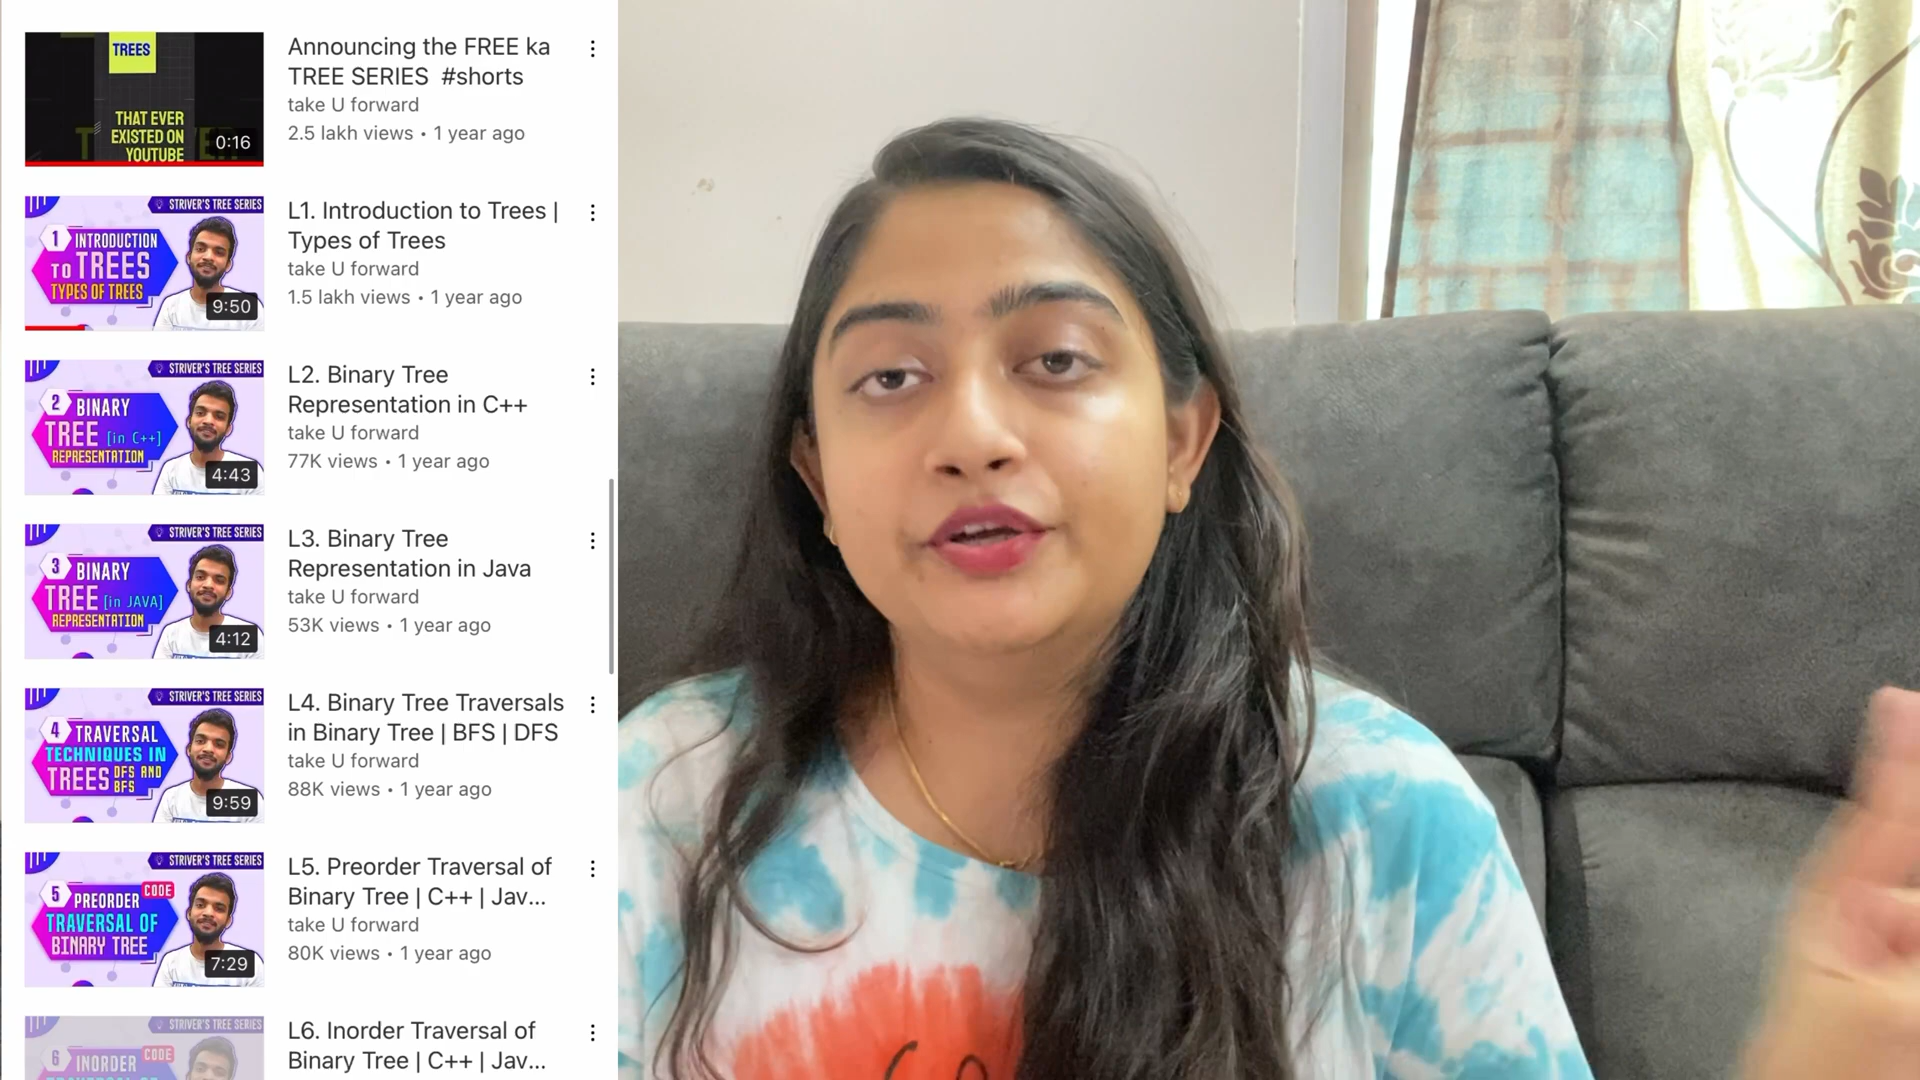 TREES
THAT EVER
EXISTED ON
YOUTUBE
0:16
Announcing the FREE ka
TREE SERIES #shorts
take U forward
2.5 lakh views • 1 year ago
STRIVER'S TREE SERIES
1 INTRODUCTION
TO TREES
TYPES OF TREES
9:50
L1. Introduction to Trees |
Types of Trees
take U forward
1.5 lakh views • 1 year ago
STRIVER'S TREE SERIES
2 BINARY
TREE [in C++]
REPRESENTATION
4:43
L2. Binary Tree
Representation in C++
take U forward
77K views • 1 year ago
STRIVER'S TREE SERIES
3 BINARY
TREE [in JAVA]
REPRESENTATION
4:12
L3. Binary Tree
Representation in Java
take U forward
53K views • 1 year ago
STRIVER'S TREE SERIES
4 TRAVERSAL
TECHNIQUES IN
TREES DFS AND
BFS
9:59
L4. Binary Tree Traversals
in Binary Tree | BFS | DFS
take U forward
88K views • 1 year ago
STRIVER'S TREE SERIES
5 PREORDER CODE
TRAVERSAL OF
BINARY TREE
7:29
L5. Preorder Traversal of
Binary Tree | C++ | Jav...
take U forward
80K views • 1 year ago
STRIVER'S TREE SERIES
6 INORDER CODE
L6. Inorder Traversal of
Binary Tree | C++ | Jav...